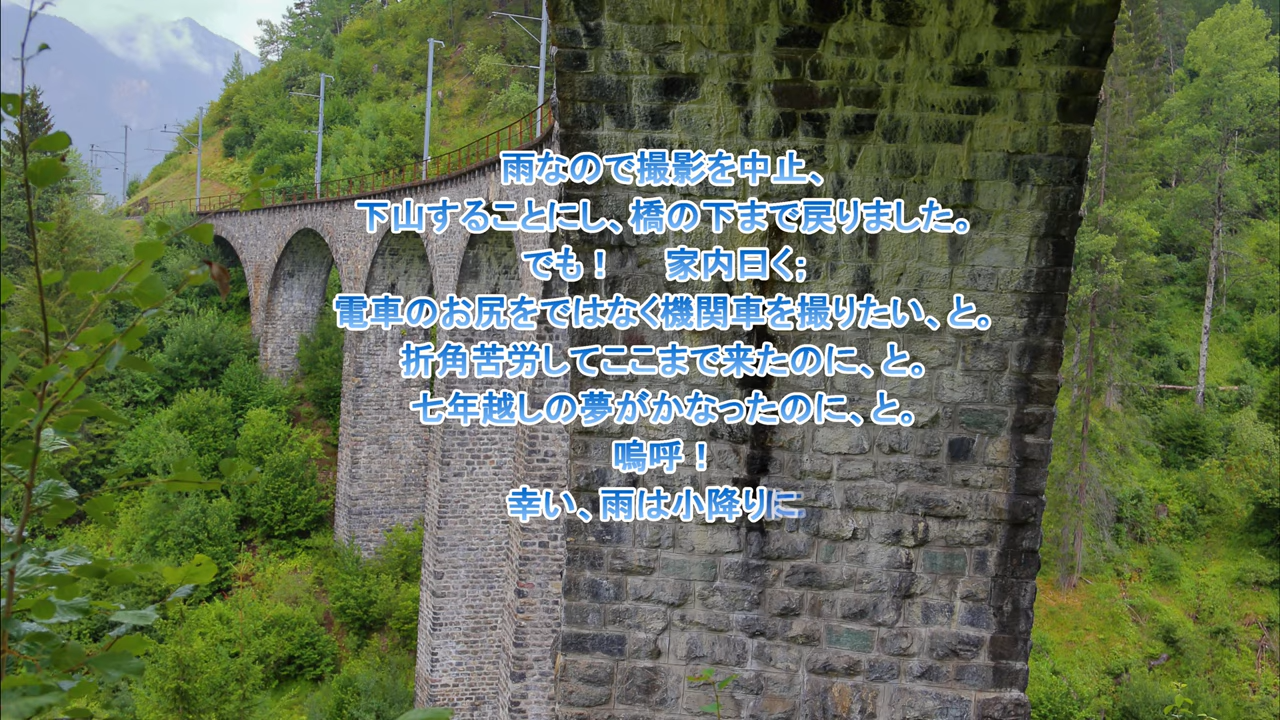 雨なので撮影を中止、
下山することにし、橋の下まで戻りました。
でも！　　家内曰く;
電車のお尻をではなく機関車を撮りたい、と。
折角苦労してここまで来たのに、と。
七年越しの夢がかなったのに、と。
嗚呼！
幸い、雨は小降りに